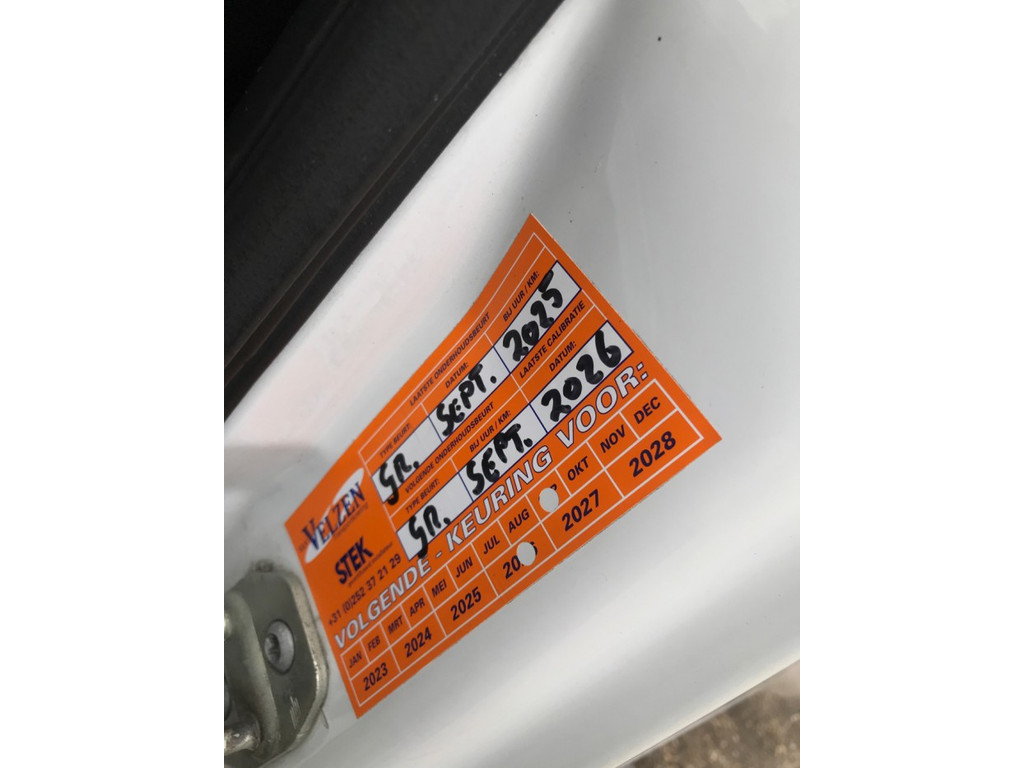 LAATSTE ONDERHOUDSBEURT
TYPE BEURT: DATUM: BIJ UUR / KM:
GR. SEPT. 2025
VOLGENDE ONDERHOUDSBEURT LAATSTE CALIBRATIE
TYPE BEURT: BIJ UUR / KM: DATUM:
GR. SEPT. 2026
VELZEN
STEK
+31 (0)252 37 21 29
VOLGENDE - KEURING VOOR:
JAN FEB MRT APR MEI JUN JUL AUG OKT NOV DEC
2023 2024 2025 2027 2028